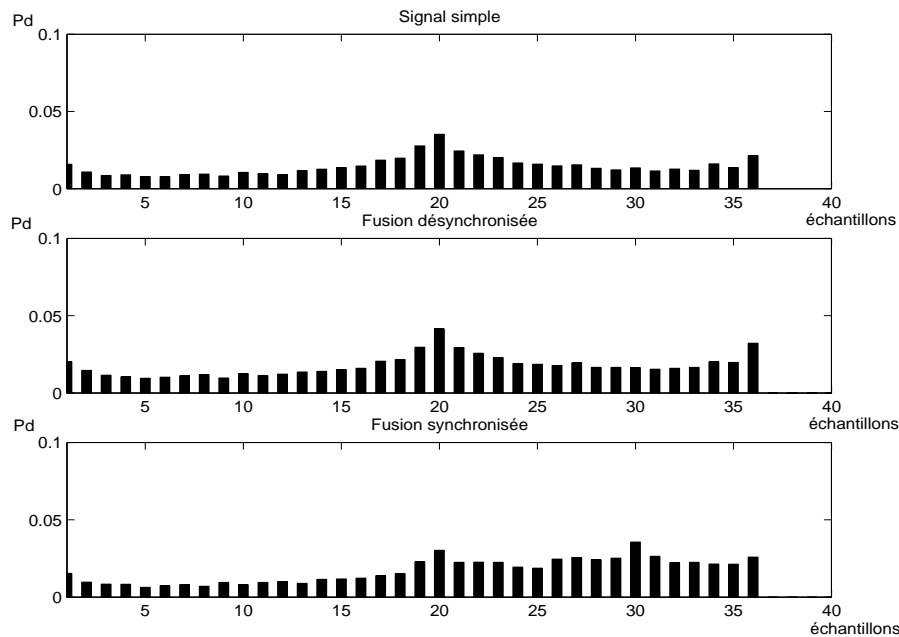 Signal simple
Pd
0.1
0.05
0
5 10 15 20 25 30 35 40
échantillons
Fusion désynchronisée
Pd
0.1
0.05
0
5 10 15 20 25 30 35 40
échantillons
Fusion synchronisée
Pd
0.1
0.05
0
5 10 15 20 25 30 35 40
échantillons